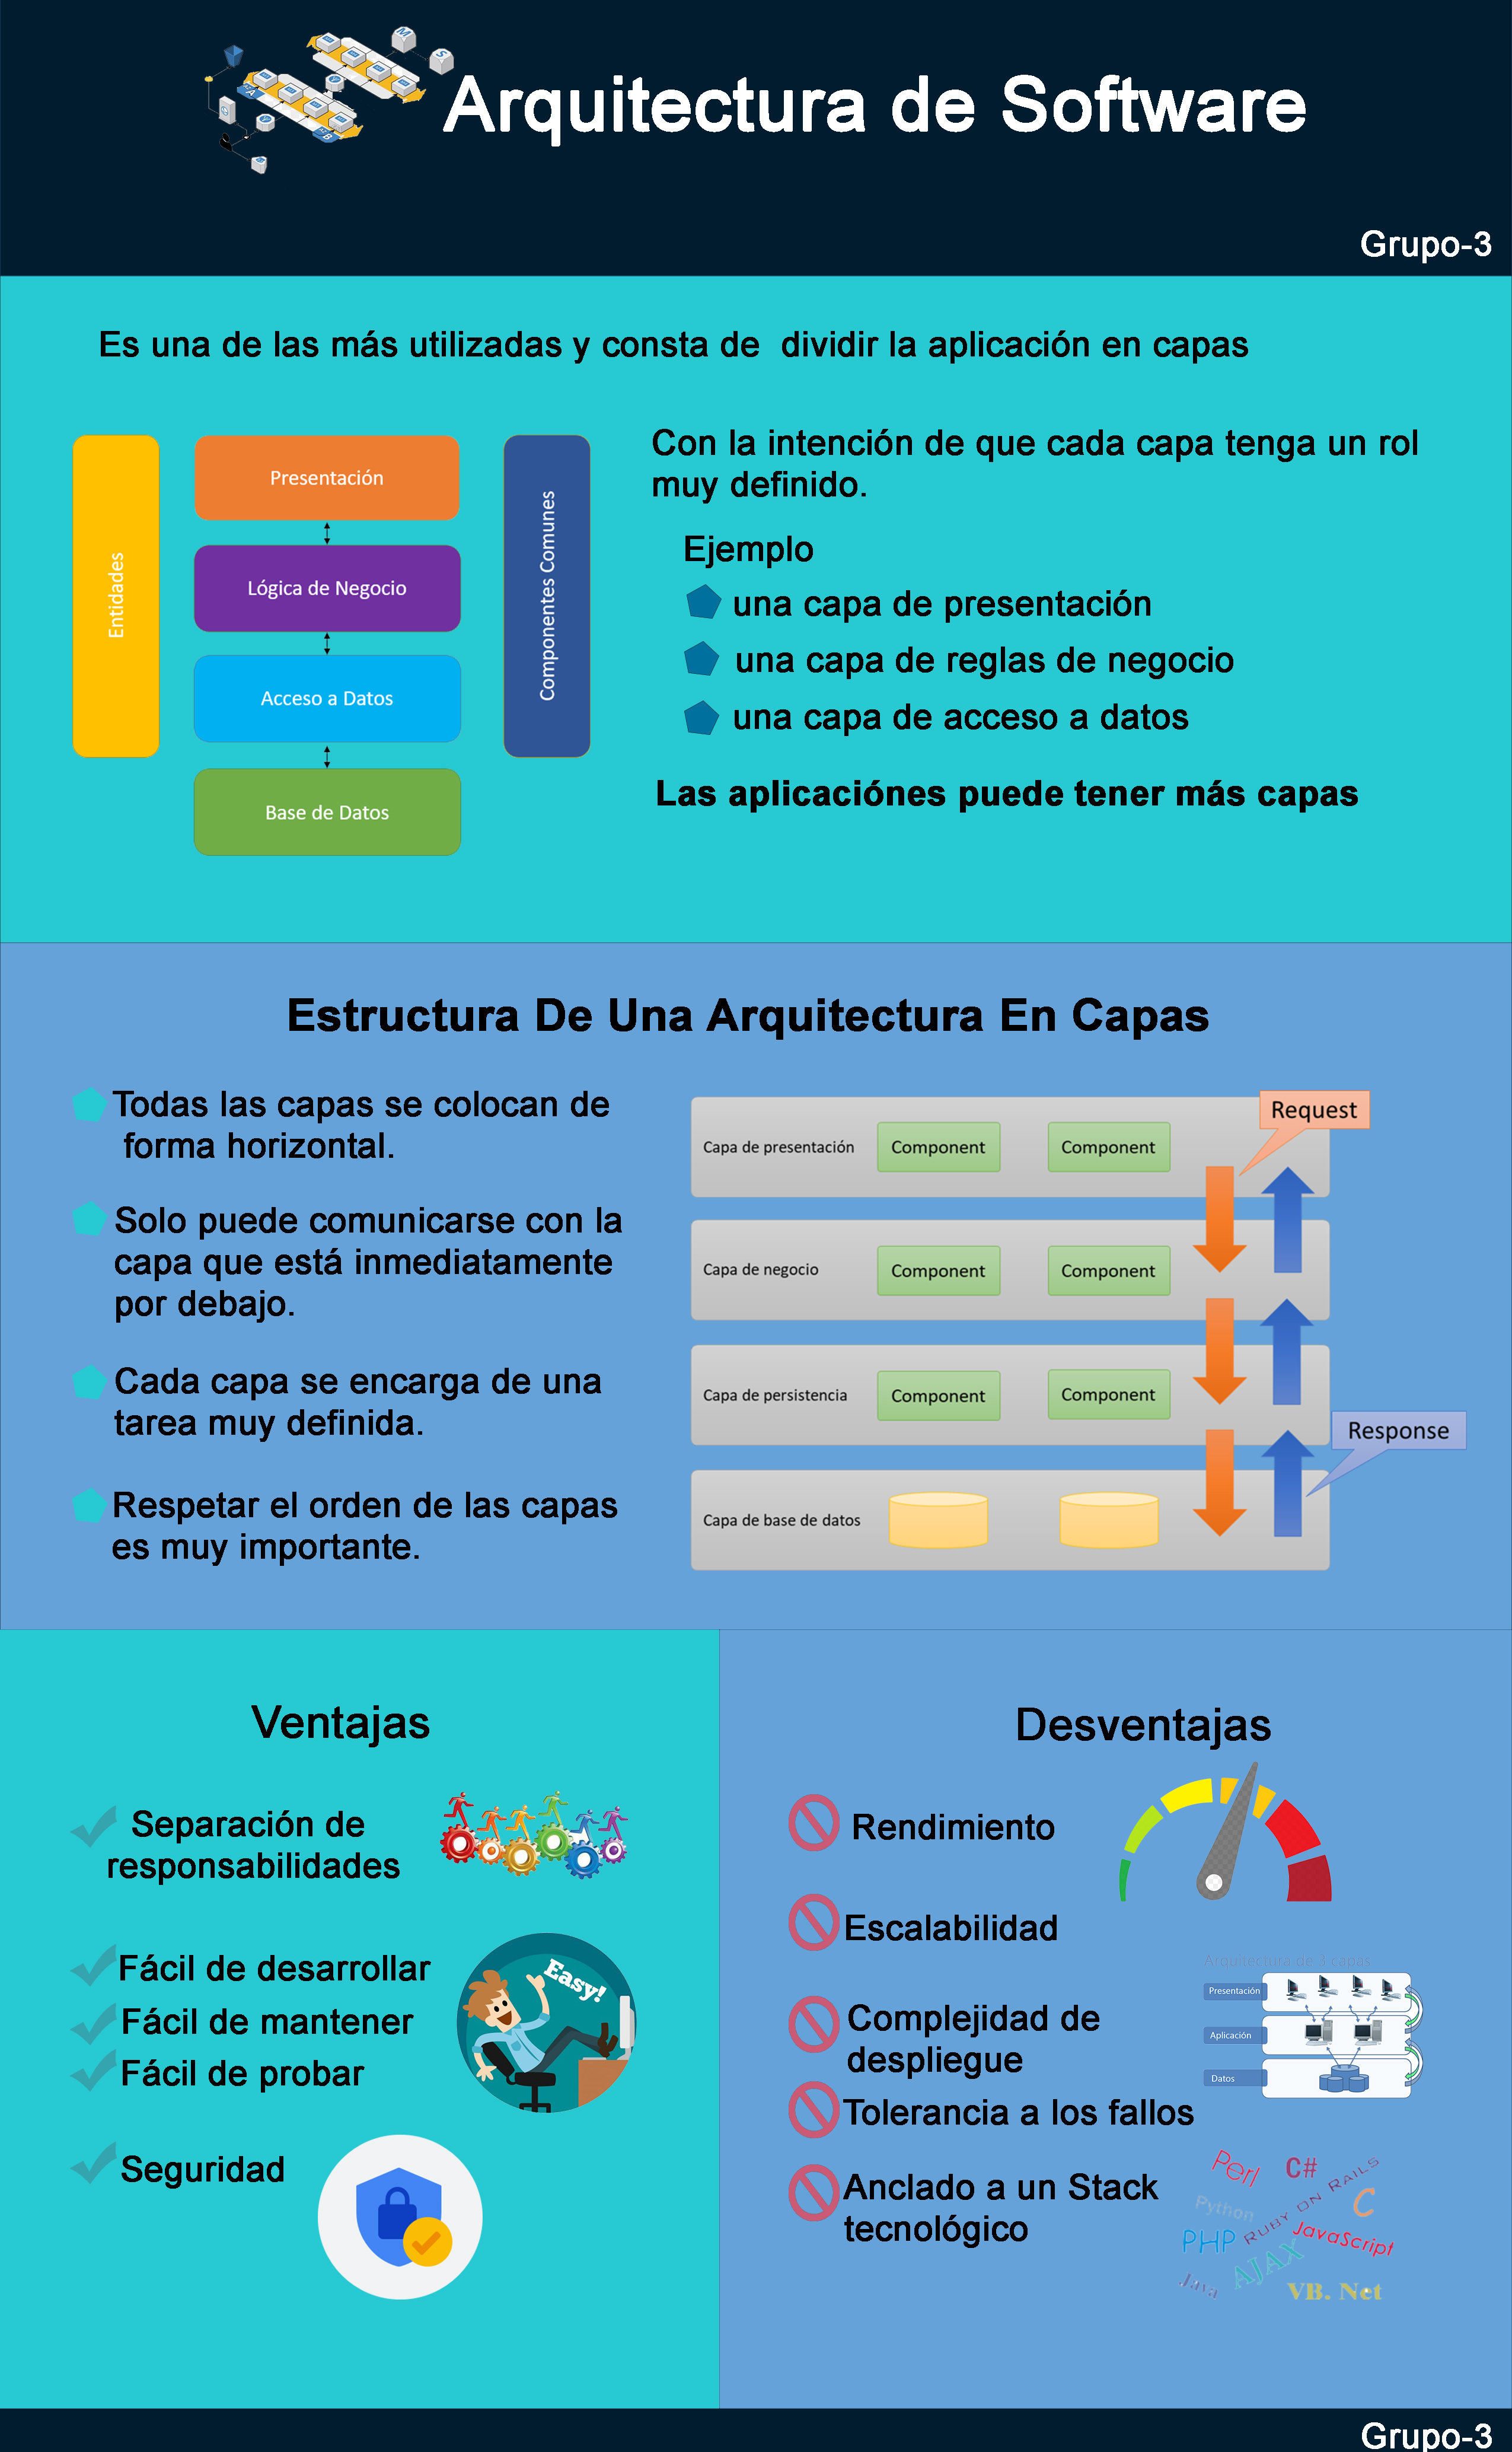 Arquitectura de Software
Grupo-3
Es una de las más utilizadas y consta de dividir la aplicación en capas
Entidades
Presentación
Lógica de Negocio
Acceso a Datos
Base de Datos
Componentes Comunes
Con la intención de que cada capa tenga un rol
muy definido.
Ejemplo
una capa de presentación
una capa de reglas de negocio
una capa de acceso a datos
Las aplicaciónes puede tener más capas
Estructura De Una Arquitectura En Capas
Todas las capas se colocan de
forma horizontal.
Solo puede comunicarse con la
capa que está inmediatamente
por debajo.
Cada capa se encarga de una
tarea muy definida.
Respetar el orden de las capas
es muy importante.
Request
Capa de presentación
Component
Component
Capa de negocio
Component
Component
Capa de persistencia
Component
Component
Response
Capa de base de datos
Ventajas
Separación de
responsabilidades
Fácil de desarrollar
Fácil de mantener
Fácil de probar
Easy!
Seguridad
Desventajas
Rendimiento
Escalabilidad
Complejidad de
despliegue
Tolerancia a los fallos
Anclado a un Stack
tecnológico
Arquitectura de 3 capas
Presentación
Aplicación
Datos
Perl
C#
RUBY ON RAILS
Python
C
PHP
JavaScript
AJAX
Java
VB. Net
Grupo-3